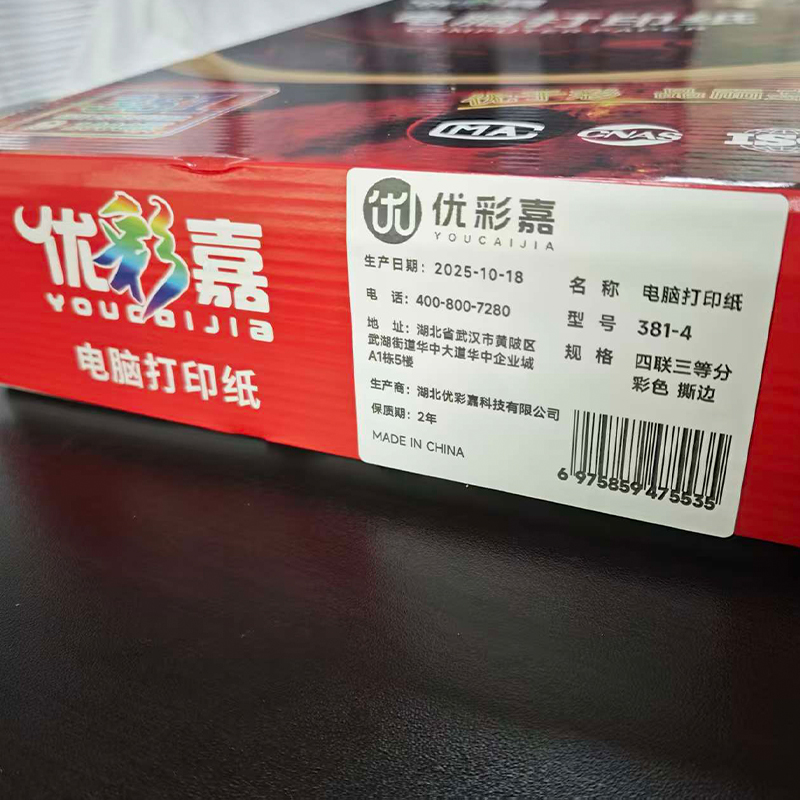 电脑打印纸
COMPUTER PAPER
CMA
CNAS
优彩嘉
YOUCAIJIA
电脑打印纸
优彩嘉
YOUCAIJIA
生产日期：2025-10-18
电 话：400-800-7280
地 址：湖北省武汉市黄陂区
武湖街道华中大道华中企业城
A1栋5楼
生产商：湖北优彩嘉科技有限公司
保质期：2年
MADE IN CHINA
名 称 电脑打印纸
型 号 381-4
规 格 四联三等分
彩色 撕边
6 975859 475535